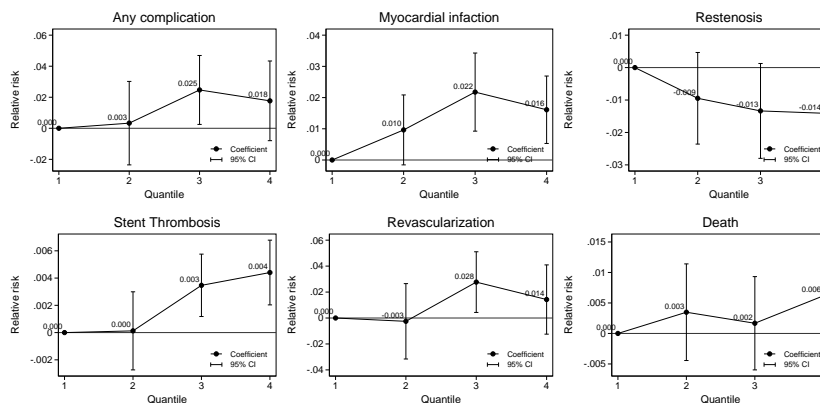 Any complication
.06
.04
.02
0
-.02
Relative risk
0.000
0.003
0.025
0.018
Coefficient
95% CI
1 2 3 4
Quantile
Myocardial infaction
.04
.03
.02
.01
0
Relative risk
0.000
0.010
0.022
0.016
Coefficient
95% CI
1 2 3 4
Quantile
Restenosis
.01
0
-.01
-.02
-.03
Relative risk
0.000
-0.009
-0.013
-0.014
Coefficient
95% CI
1 2 3 4
Quantile
Stent Thrombosis
.006
.004
.002
0
-.002
Relative risk
0.000
0.000
0.003
0.004
Coefficient
95% CI
1 2 3 4
Quantile
Revascularization
.06
.04
.02
0
-.02
-.04
Relative risk
0.000
-0.003
0.028
0.014
Coefficient
95% CI
1 2 3 4
Quantile
Death
.015
.01
.005
0
-.005
Relative risk
0.000
0.003
0.002
0.006
Coefficient
95% CI
1 2 3 4
Quantile